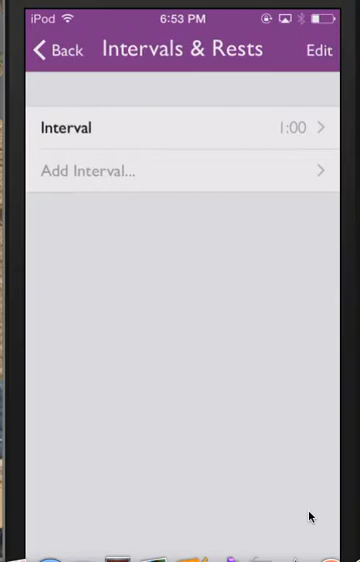 iPod 6:53 PM
Back Intervals & Rests Edit
Interval 1:00
Add Interval...